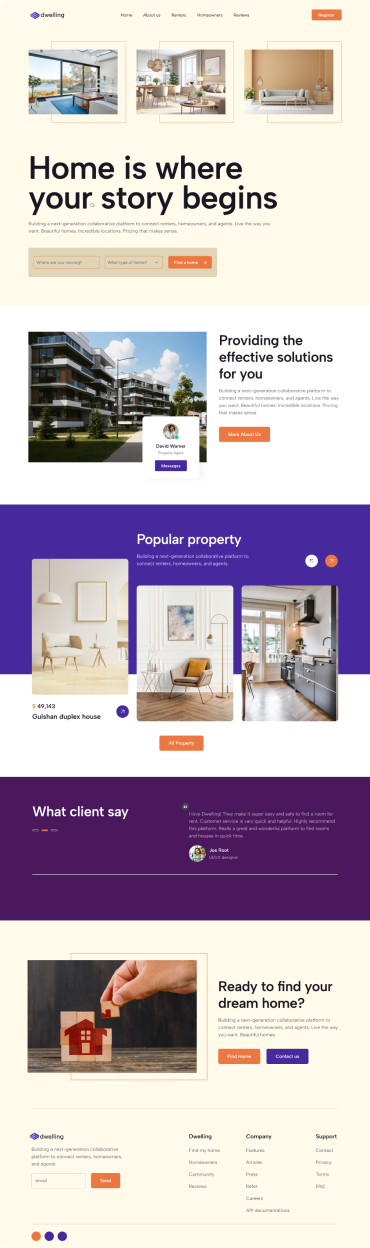 dwelling
Home About us Renters Homeowners Reviews
Register
Home is where
your story begins
Building a next-generation collaborative platform to connect renters, homeowners, and agents. Live the way you
want. Beautiful homes. Incredible locations. Pricing that makes sense.
Where are you moving?
What type of home?
Find a home
Providing the
effective solutions
for you
Building a next-generation collaborative platform to
connect renters, homeowners, and agents. Live the way
you want. Beautiful homes. Incredible locations. Pricing
that makes sense.
More About Us
David Warner
Property Agent
Messages
Popular property
Building a next-generation collaborative platform to
connect renters, homeowners, and agents.
$ 49,143
Gulshan duplex house
All Property
What client say
I love Dwelling! They make it super easy and safe to find a room for
rent. Customer service is vary quick and helpful. Highly recommend
this platform. Really a great and wonderful platform to find rooms
and houses in quick time.
Joe Root
UI/UX designer
Ready to find your
dream home?
Building a next-generation collaborative platform to
connect renters, homeowners, and agents. Live the way
you want. Beautiful homes.
Find Home
Contact us
dwelling
Building a next-generation collaborative
platform to connect renters, homeowners,
and agents.
email
Send
Dwelling
Find my home
Homeowners
Community
Reviews
Company
Features
Articles
Press
Refer
Careers
API documentations
Support
Contact
Privacy
Terms
FAQ